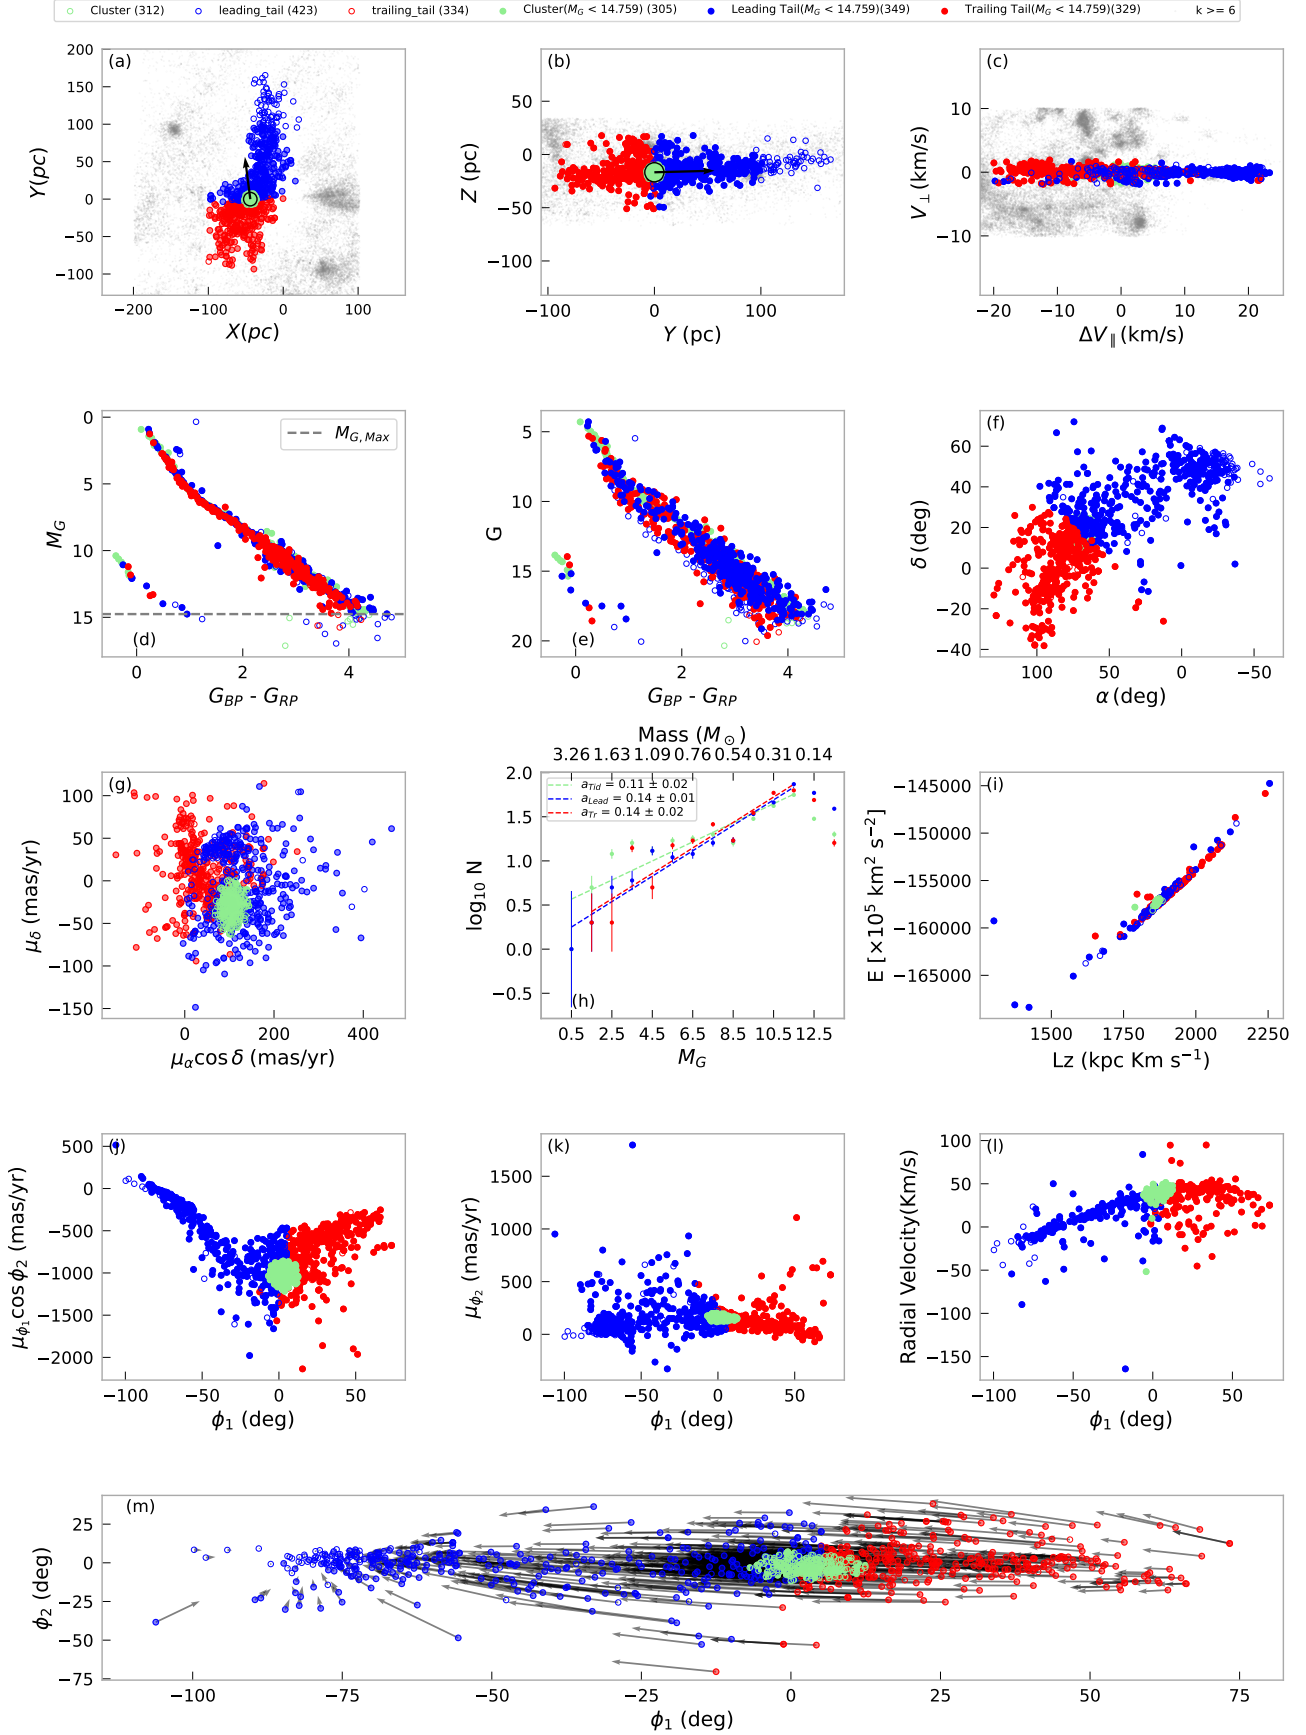 Cluster (312) leading_tail (423) trailing_tail (334) Cluster(M_G < 14.759) (305) Leading Tail(M_G < 14.759)(349) Trailing Tail(M_G < 14.759)(329) k >= 6
(a)
200
150
100
50
0
−50
−100
Y(pc)
−200 −100 0 100
X(pc)
(b)
50
0
−50
−100
Z (pc)
−100 0 100
Y (pc)
(c)
10
0
−10
V⊥ (km/s)
−20 −10 0 10 20
ΔV∥ (km/s)
M_G,Max
0
5
10
15
M_G
(d)
0 2 4
G_BP - G_RP
5
10
15
20
G
(e)
0 2 4
G_BP - G_RP
(f)
60
40
20
0
−20
−40
δ (deg)
100 50 0 −50
α (deg)
(g)
100
50
0
−50
−100
−150
μ_δ (mas/yr)
0 200 400
μ_α cos δ (mas/yr)
Mass (M_⊙)
3.26 1.63 1.09 0.76 0.54 0.31 0.14
a_Tid = 0.11 ± 0.02
a_Lead = 0.14 ± 0.01
a_Tr = 0.14 ± 0.02
2.0
1.5
1.0
0.5
0.0
−0.5
log₁₀ N
(h)
0.5 2.5 4.5 6.5 8.5 10.5 12.5
M_G
(i)
−145000
−150000
−155000
−160000
−165000
E [×10⁵ km² s⁻²]
1500 1750 2000 2250
Lz (kpc Km s⁻¹)
(j)
500
0
−500
−1000
−1500
−2000
μ_ϕ₁ cos ϕ₂ (mas/yr)
−100 −50 0 50
ϕ₁ (deg)
(k)
1500
1000
500
0
μ_ϕ₂ (mas/yr)
−100 −50 0 50
ϕ₁ (deg)
(l)
100
50
0
−50
−100
−150
Radial Velocity(Km/s)
−100 −50 0 50
ϕ₁ (deg)
(m)
25
0
−25
−50
−75
ϕ₂ (deg)
−100 −75 −50 −25 0 25 50 75
ϕ₁ (deg)